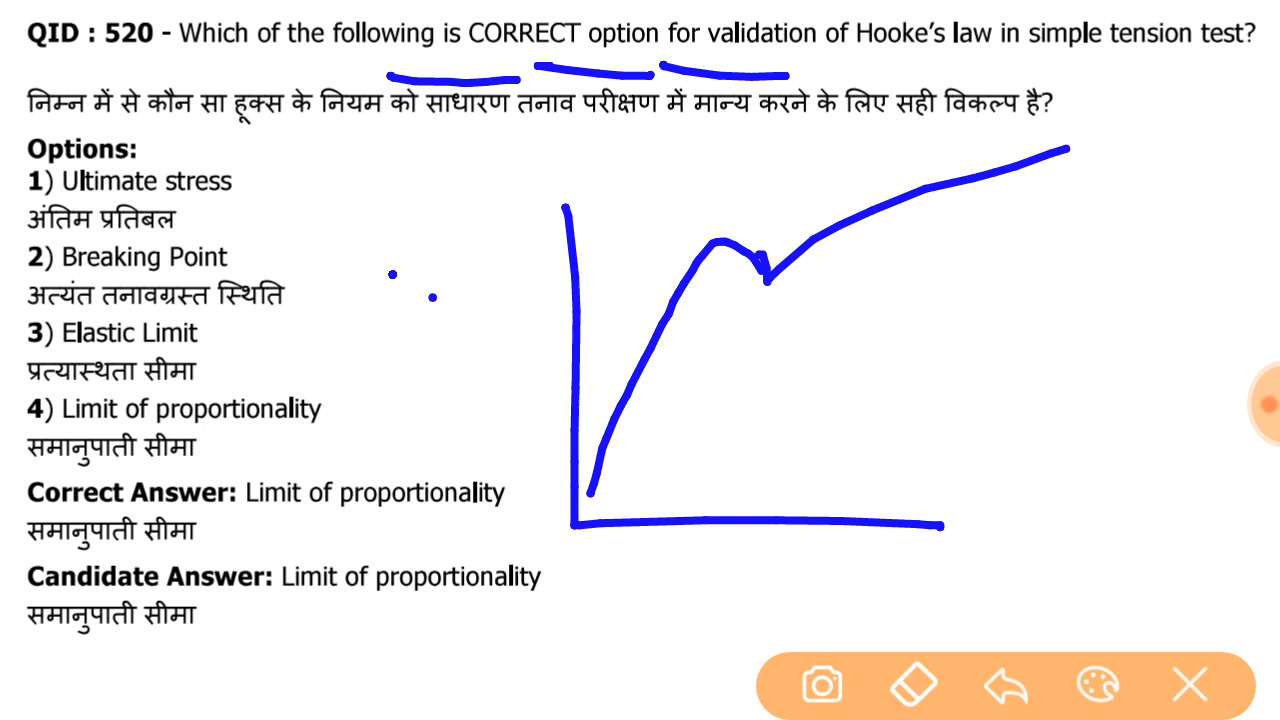 QID : 520 - Which of the following is CORRECT option for validation of Hooke's law in simple tension test?
निम्न में से कौन सा हूक्स के नियम को साधारण तनाव परीक्षण में मान्य करने के लिए सही विकल्प है?
Options:
1) Ultimate stress
अंतिम प्रतिबल
2) Breaking Point
अत्यंत तनावग्रस्त स्थिति
3) Elastic Limit
प्रत्यास्थता सीमा
4) Limit of proportionality
समानुपाती सीमा
Correct Answer: Limit of proportionality
समानुपाती सीमा
Candidate Answer: Limit of proportionality
समानुपाती सीमा